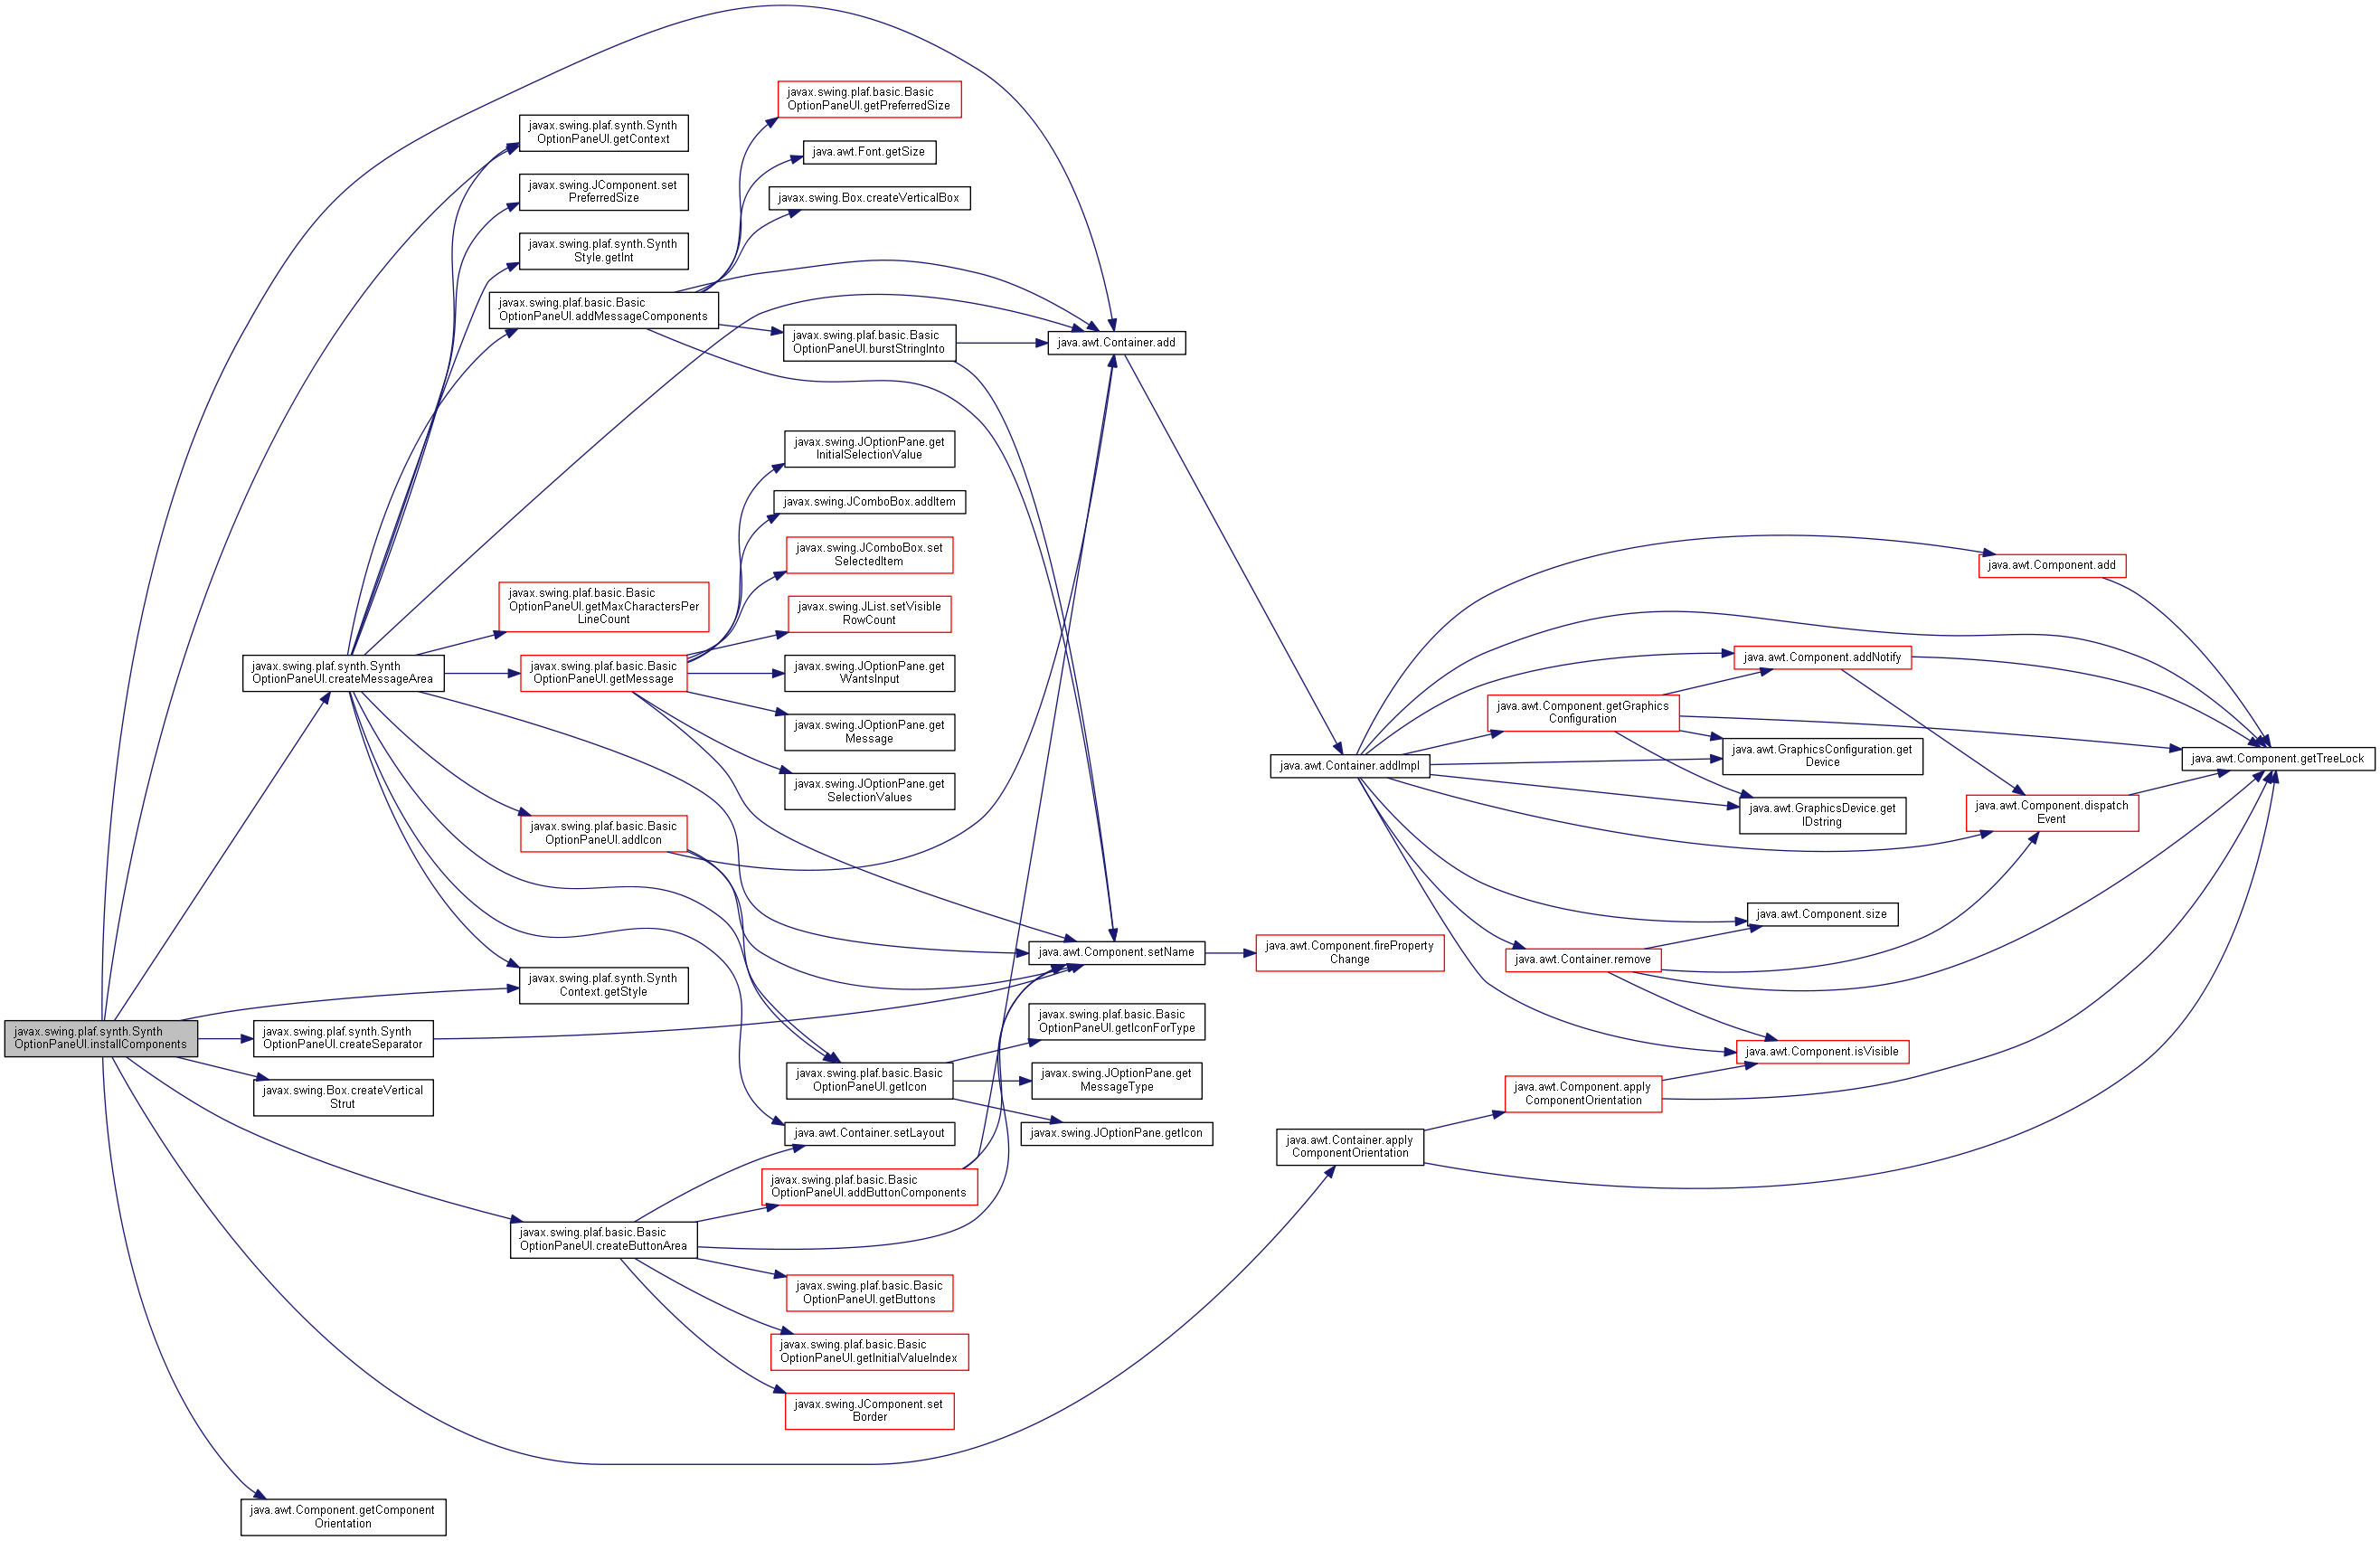 javax.swing.plaf.synth.Synth
OptionPaneUI.installComponents
javax.swing.plaf.synth.Synth
OptionPaneUI.createMessageArea
javax.swing.plaf.synth.Synth
OptionPaneUI.createSeparator
javax.swing.Box.createVertical
Strut
java.awt.Component.getComponent
Orientation
javax.swing.plaf.synth.Synth
OptionPaneUI.getContext
javax.swing.JComponent.set
PreferredSize
javax.swing.plaf.synth.Synth
Style.getInt
javax.swing.plaf.basic.Basic
OptionPaneUI.addMessageComponents
javax.swing.plaf.basic.Basic
OptionPaneUI.getMaxCharactersPer
LineCount
javax.swing.plaf.basic.Basic
OptionPaneUI.getMessage
javax.swing.plaf.basic.Basic
OptionPaneUI.addIcon
javax.swing.plaf.synth.Synth
Context.getStyle
javax.swing.plaf.basic.Basic
OptionPaneUI.createButtonArea
javax.swing.plaf.basic.Basic
OptionPaneUI.getPreferredSize
java.awt.Font.getSize
javax.swing.Box.createVerticalBox
javax.swing.plaf.basic.Basic
OptionPaneUI.burstStringInto
javax.swing.JOptionPane.get
InitialSelectionValue
javax.swing.JComboBox.addItem
javax.swing.JComboBox.set
SelectedItem
javax.swing.JList.setVisible
RowCount
javax.swing.JOptionPane.get
WantsInput
javax.swing.JOptionPane.get
Message
javax.swing.JOptionPane.get
SelectionValues
javax.swing.plaf.basic.Basic
OptionPaneUI.getIcon
java.awt.Container.setLayout
javax.swing.plaf.basic.Basic
OptionPaneUI.addButtonComponents
javax.swing.plaf.basic.Basic
OptionPaneUI.getButtons
javax.swing.plaf.basic.Basic
OptionPaneUI.getInitialValueIndex
javax.swing.JComponent.set
Border
java.awt.Container.add
java.awt.Component.setName
javax.swing.plaf.basic.Basic
OptionPaneUI.getIconForType
javax.swing.JOptionPane.get
MessageType
javax.swing.JOptionPane.getIcon
java.awt.Container.addImpl
java.awt.Component.fireProperty
Change
java.awt.Container.apply
ComponentOrientation
java.awt.Component.getGraphics
Configuration
java.awt.Container.remove
java.awt.Component.apply
ComponentOrientation
java.awt.Component.addNotify
java.awt.GraphicsConfiguration.get
Device
java.awt.GraphicsDevice.get
IDstring
java.awt.Component.size
java.awt.Component.isVisible
java.awt.Component.add
java.awt.Component.dispatch
Event
java.awt.Component.getTreeLock